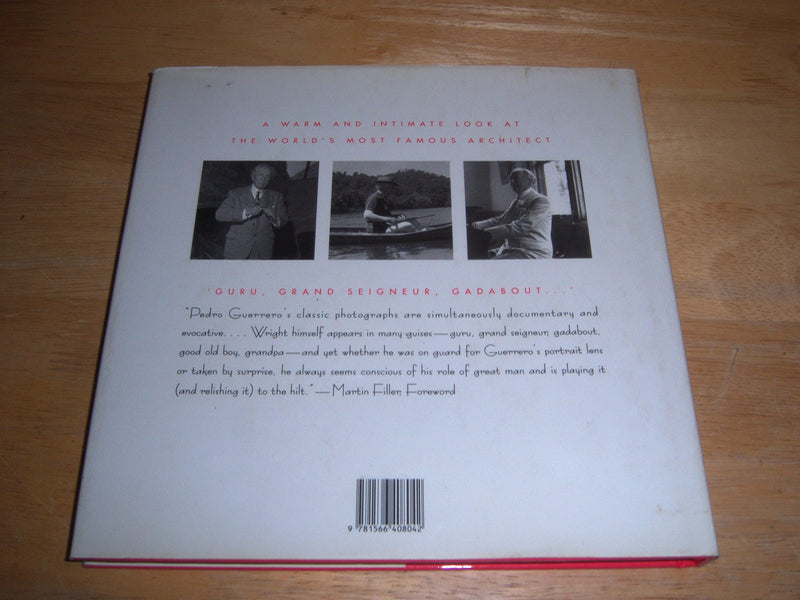 A WARM AND INTIMATE LOOK AT
THE WORLD'S MOST FAMOUS ARCHITECT
'GURU, GRAND SEIGNEUR, GADABOUT...'
"Pedro Guerrero's classic photographs are simultaneously documentary and
evocative.... Wright himself appears in many guises—guru, grand seigneur, gadabout,
good old boy, grandpa—and yet whether he was on guard for Guerrero's portrait lens
or taken by surprise, he always seems conscious of his role of great man and is playing it
(and relishing it) to the hilt."—Martin Filler, Foreword
9 781566 408042